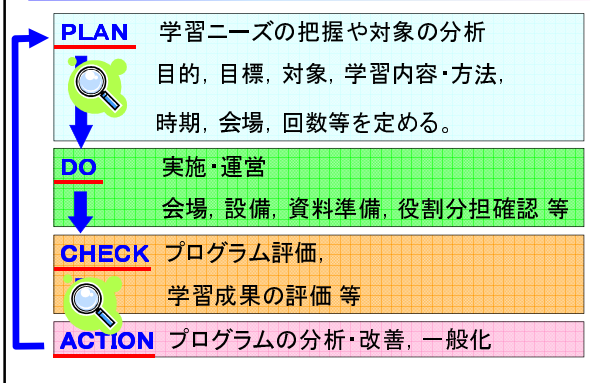 PLAN 学習ニーズの把握や対象の分析
目的，目標，対象，学習内容・方法，
時期，会場，回数等を定める。
DO 実施・運営
会場，設備，資料準備，役割分担確認 等
CHECK プログラム評価，
学習成果の評価 等
ACTION プログラムの分析・改善，一般化